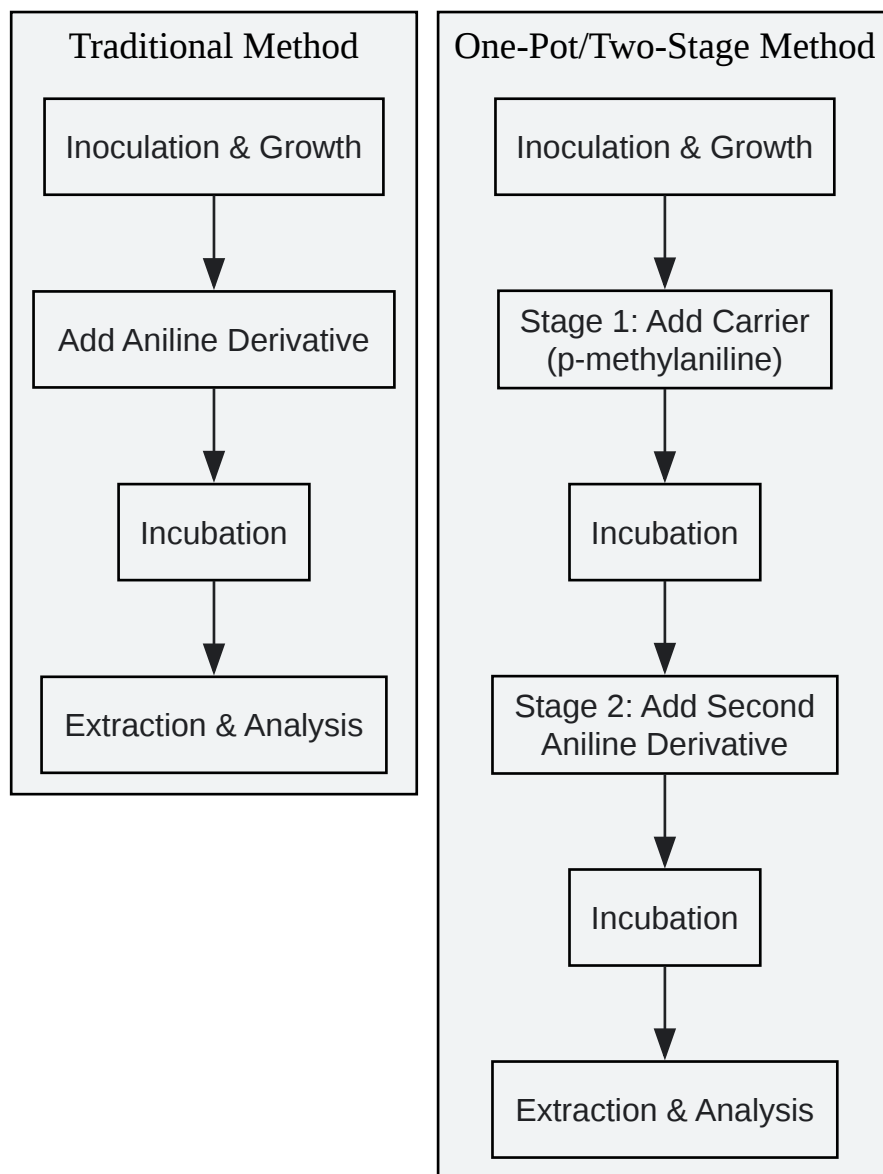 Traditional Method
Inoculation & Growth
Add Aniline Derivative
Incubation
Extraction & Analysis
One-Pot/Two-Stage Method
Inoculation & Growth
Stage 1: Add Carrier
(p-methylaniline)
Incubation
Stage 2: Add Second
Aniline Derivative
Incubation
Extraction & Analysis